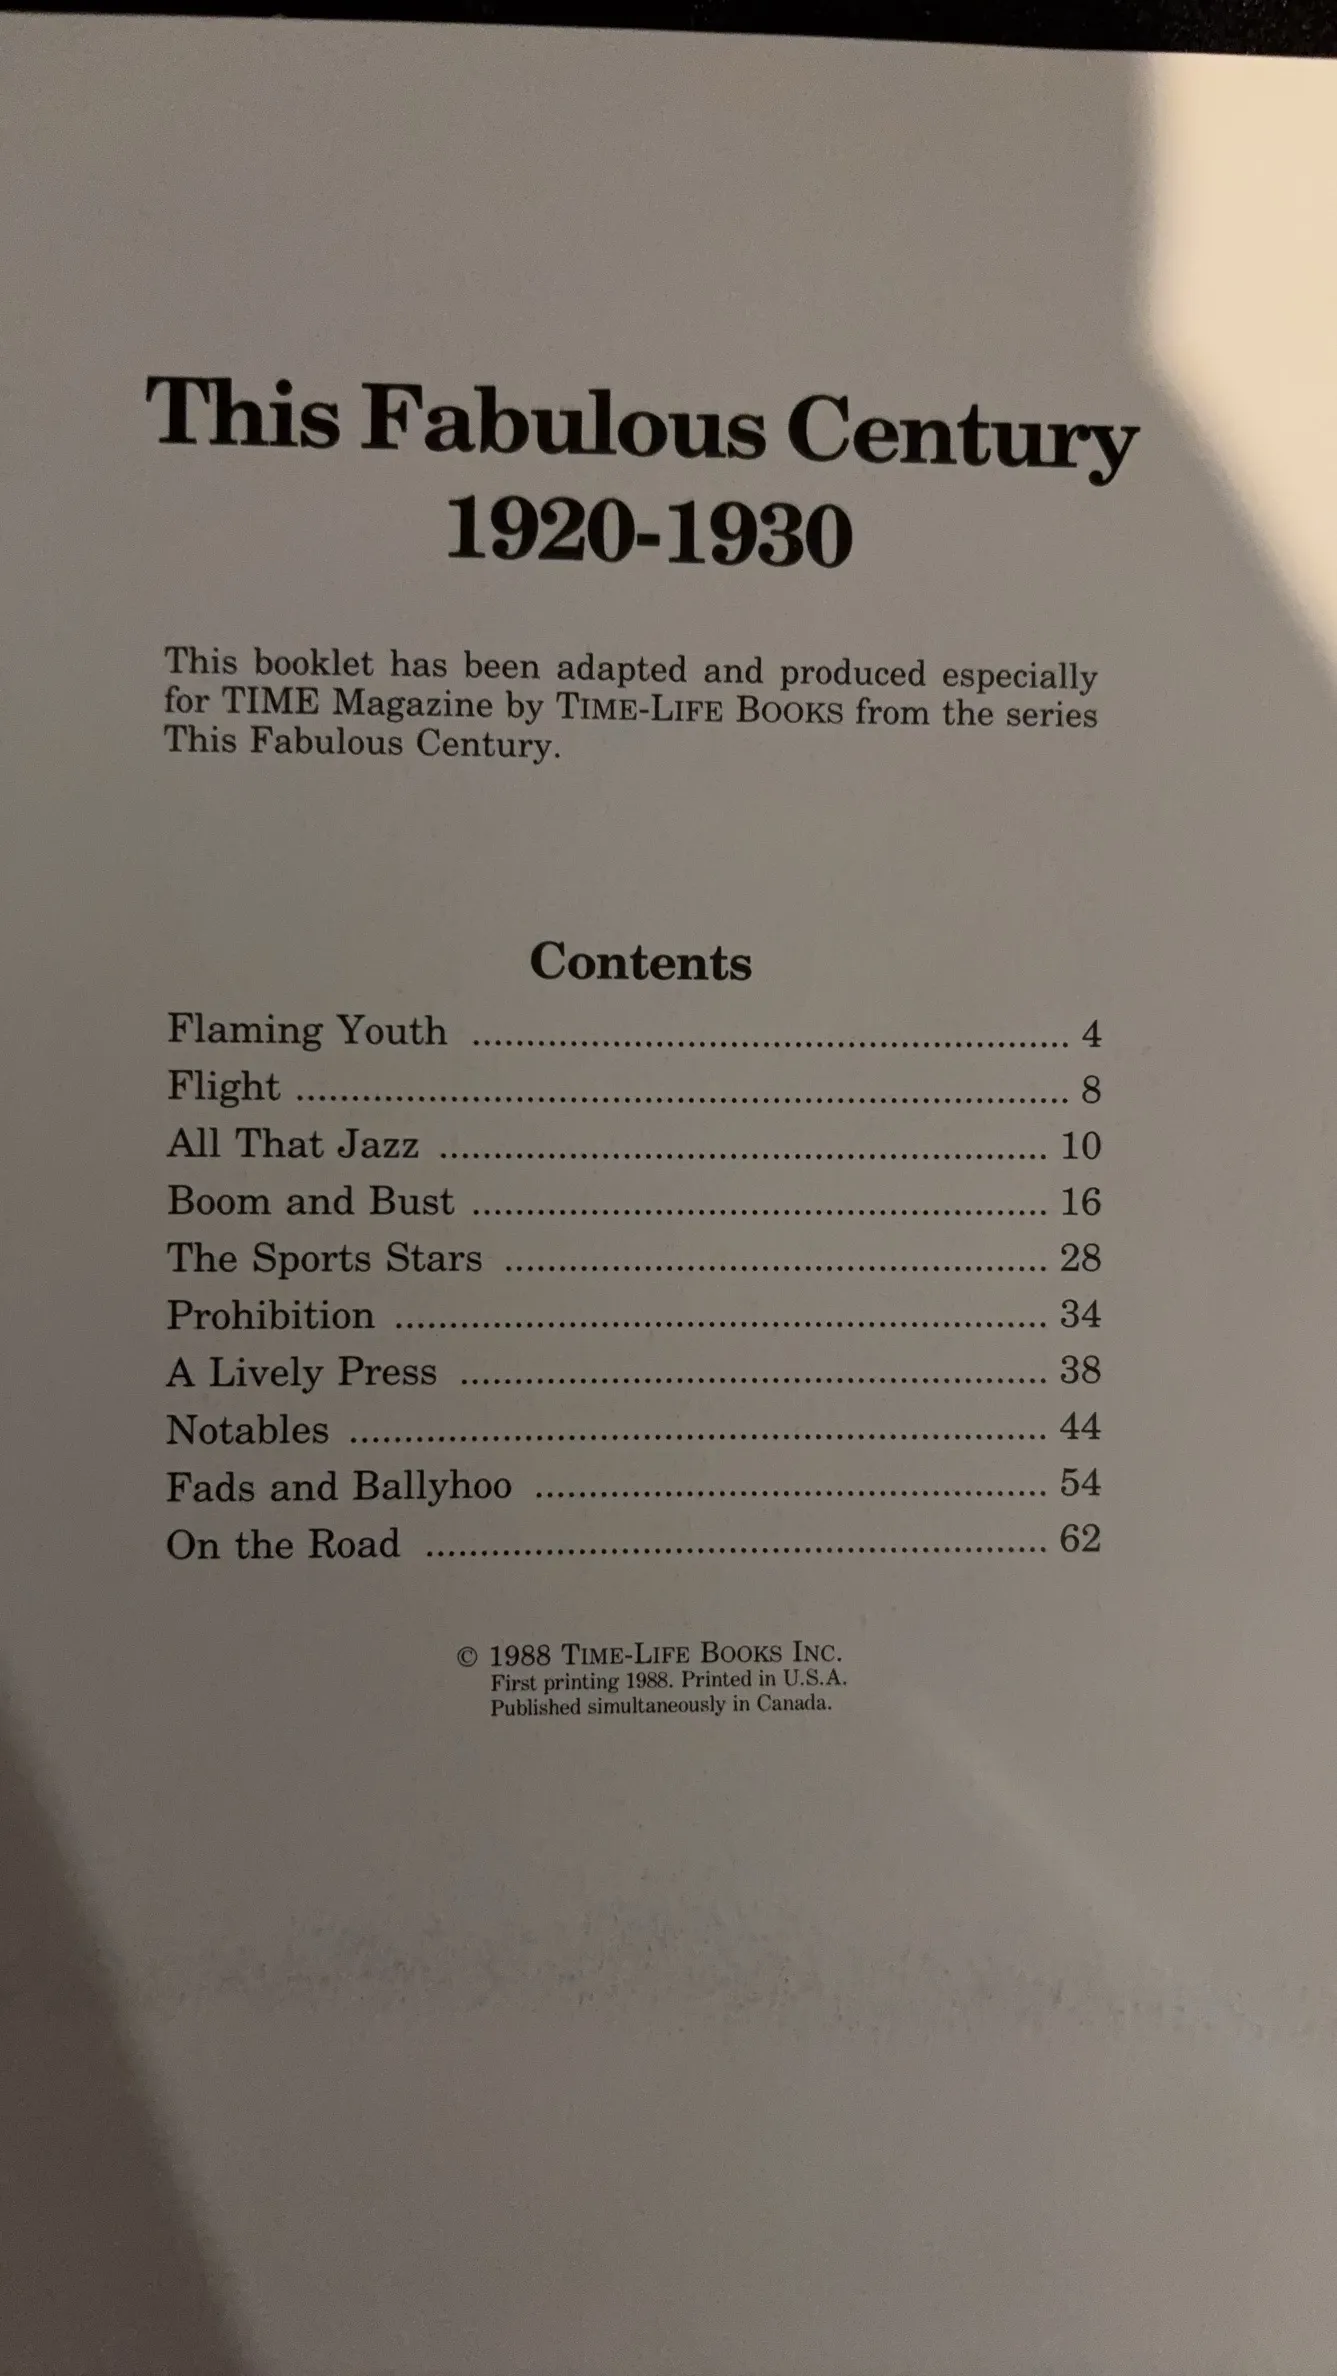 This Fabulous Century
1920-1930
This booklet has been adapted and produced especially
for TIME Magazine by TIME-LIFE BOOKS from the series
This Fabulous Century.
Contents
Flaming Youth ........................................................ 4
Flight ........................................................................ 8
All That Jazz ......................................................... 10
Boom and Bust ...................................................... 16
The Sports Stars ................................................... 28
Prohibition ............................................................. 34
A Lively Press ....................................................... 38
Notables ................................................................. 44
Fads and Ballyhoo ................................................ 54
On the Road .......................................................... 62
© 1988 TIME-LIFE BOOKS INC.
First printing 1988. Printed in U.S.A.
Published simultaneously in Canada.